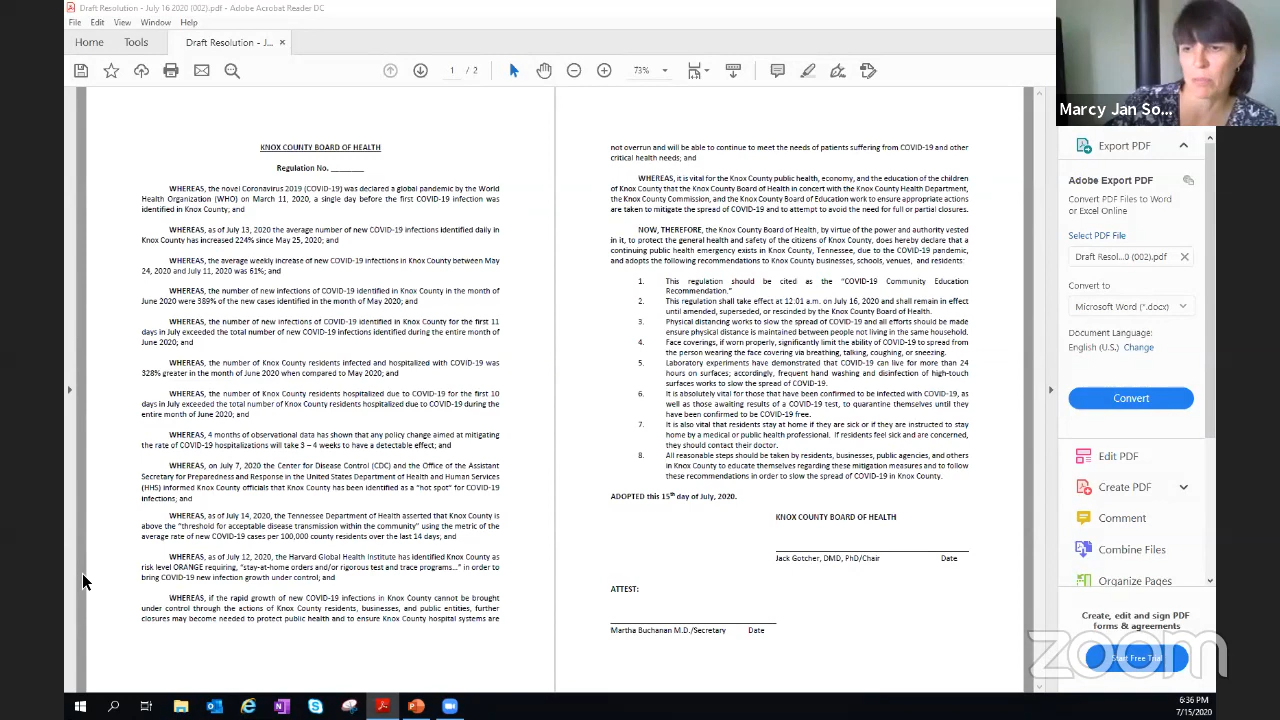 Draft Resolution - July 16 2020 (002).pdf - Adobe Acrobat Reader DC
File Edit View Window Help
Home Tools Draft Resolution - J... ×
1 / 2 73%
KNOX COUNTY BOARD OF HEALTH
Regulation No. ________
WHEREAS, the novel Coronavirus 2019 (COVID-19) was declared a global pandemic by the World
Health Organization (WHO) on March 11, 2020, a single day before the first COVID-19 infection was
identified in Knox County; and
WHEREAS, as of July 13, 2020 the average number of new infections identified daily in
Knox County has increased 224% since May 25, 2020; and
WHEREAS, the average weekly increase of new COVID-19 infections in Knox County between May
24, 2020 and July 11, 2020 was 61%; and
WHEREAS, the number of new infections of COVID-19 identified in Knox County in the month of
June 2020 were 389% of the new cases identified in the month of May 2020; and
WHEREAS, the number of new infections of COVID-19 identified in Knox County for the first 11
days in July exceeded the total number of new COVID-19 infections identified during the entire month of
June 2020; and
WHEREAS, the number of Knox County residents infected and hospitalized with COVID-19 was
328% greater in the month of June 2020 when compared to May 2020; and
WHEREAS, the number of Knox County residents hospitalized due to COVID-19 for the first 10
days in July exceeded the total number of Knox County residents hospitalized due to COVID-19 during the
entire month of June 2020; and
WHEREAS, 4 months of observational data has shown that any policy change aimed at mitigating
the rate of COVID-19 hospitalizations will take 3 – 4 weeks to have a detectable effect; and
WHEREAS, on July 7, 2020 the Center for Disease Control (CDC) and the Office of the Assistant
Secretary for Preparedness and Response in the United States Department of Health and Human Services
(HHS) informed Knox County officials that Knox County has been identified as a "hot spot" for COVID-19
infections; and
WHEREAS, as of July 14, 2020, the Tennessee Department of Health asserted that Knox County is
above the "threshold for acceptable disease transmission within the community" using the metric of the
average rate of new COVID-19 cases per 100,000 county residents over the last 14 days; and
WHEREAS, as of July 12, 2020, the Harvard Global Health Institute has identified Knox County as
risk level ORANGE requiring, "stay-at-home orders and/or rigorous test and trace programs..." in order to
bring COVID-19 new infection growth under control; and
WHEREAS, if the rapid growth of new COVID-19 infections in Knox County cannot be brought
under control through the actions of Knox County residents, businesses, and public entities, further
closures may become needed to protect public health and to ensure Knox County hospital systems are
not overrun and will be able to continue to meet the needs of patients suffering from COVID-19 and other
critical health needs; and
WHEREAS, it is vital for the Knox County public health, economy, and the education of the children
of Knox County that the Knox County Board of Health in concert with the Knox County Health Department,
the Knox County Commission, and the Knox County Board of Education work to ensure appropriate actions
are taken to mitigate the spread of COVID-19 and to attempt to avoid the need for full or partial closures.
NOW, THEREFORE, the Knox County Board of Health, by virtue of the power and authority vested
in it, to protect the general health and safety of the citizens of Knox County, does hereby declare that a
continuing public health emergency exists in Knox County, Tennessee, due to the COVID-19 pandemic,
and adopts the following recommendations to Knox County businesses, schools, venues, and residents:
1. This regulation should be cited as the "COVID-19 Community Education
Recommendation."
2. This regulation shall take effect at 12:01 a.m. on July 16, 2020 and shall remain in effect
until amended, superseded, or rescinded by the Knox County Board of Health.
3. Physical distancing works to slow the spread of COVID-19 and all efforts should be made
ensure physical distance is maintained between people not living in the same household.
4. Face coverings, if worn properly, significantly limit the ability of COVID-19 to spread from
the person wearing the face covering via breathing, talking, coughing, or sneezing.
5. Laboratory experiments have demonstrated that COVID-19 can live for more than 24
hours on surfaces; accordingly, frequent hand washing and disinfection of high-touch
surfaces works to slow the spread of COVID-19.
6. It is absolutely vital for those that have been confirmed to be infected with COVID-19, as
well as those awaiting results of a COVID-19 test, to quarantine themselves until they
have been confirmed to be COVID-19 free.
7. It is also vital that residents stay at home if they are sick or if they are instructed to stay
home by a medical or public health professional. If residents feel sick and are concerned,
they should contact their doctor.
8. All reasonable steps should be taken by residents, businesses, public agencies, and others
in Knox County to educate themselves regarding these mitigation measures and to follow
these recommendations in order to slow the spread of COVID-19 in Knox County.
ADOPTED this 15th day of July, 2020.
KNOX COUNTY BOARD OF HEALTH
Jack Gotcher, DMD, PhD/Chair Date
ATTEST:
Martha Buchanan M.D./Secretary Date
Marcy Jan So...
Export PDF
Adobe Export PDF
Convert PDF Files to Word
or Excel Online
Select PDF File
Draft Resol...0 (002).pdf ×
Convert to
Microsoft Word (*.docx)
Document Language:
English (U.S.) Change
Convert
Edit PDF
Create PDF
Comment
Combine Files
Organize Pages
Create, edit and sign PDF
forms & agreements
Start Free Trial
zoom
6:36 PM
7/15/2020